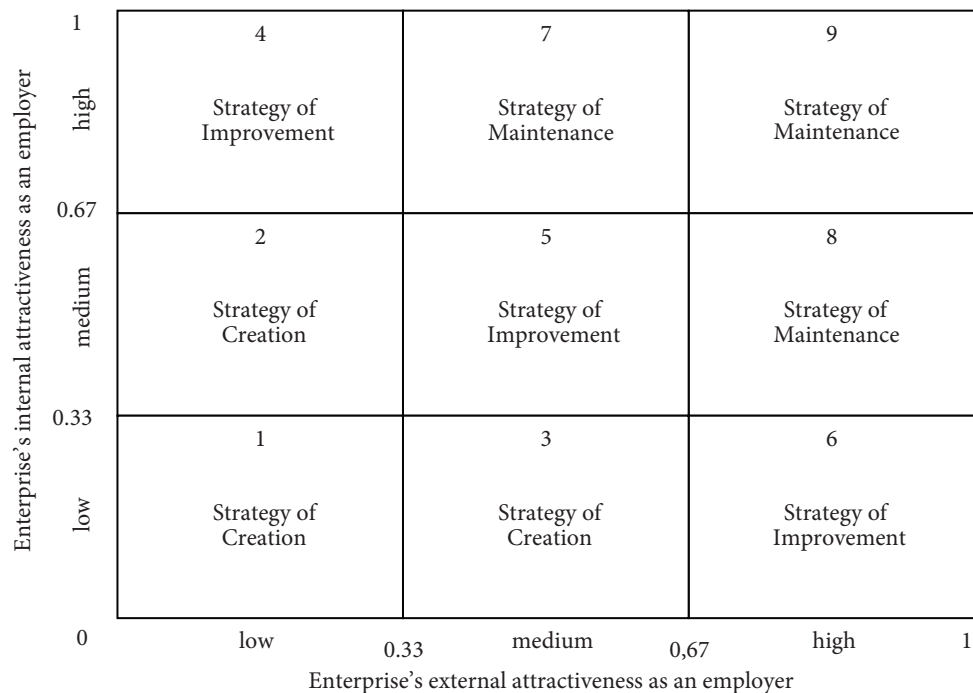 1
4
7
9
Strategy of
Improvement
Strategy of
Maintenance
Strategy of
Maintenance
high
0.67
2
5
8
Strategy of
Creation
Strategy of
Improvement
Strategy of
Maintenance
medium
0.33
1
3
6
Strategy of
Creation
Strategy of
Creation
Strategy of
Improvement
low
Enterprise's internal attractiveness as an employer
0
low
0.33
medium
0,67
high
1
Enterprise's external attractiveness as an employer